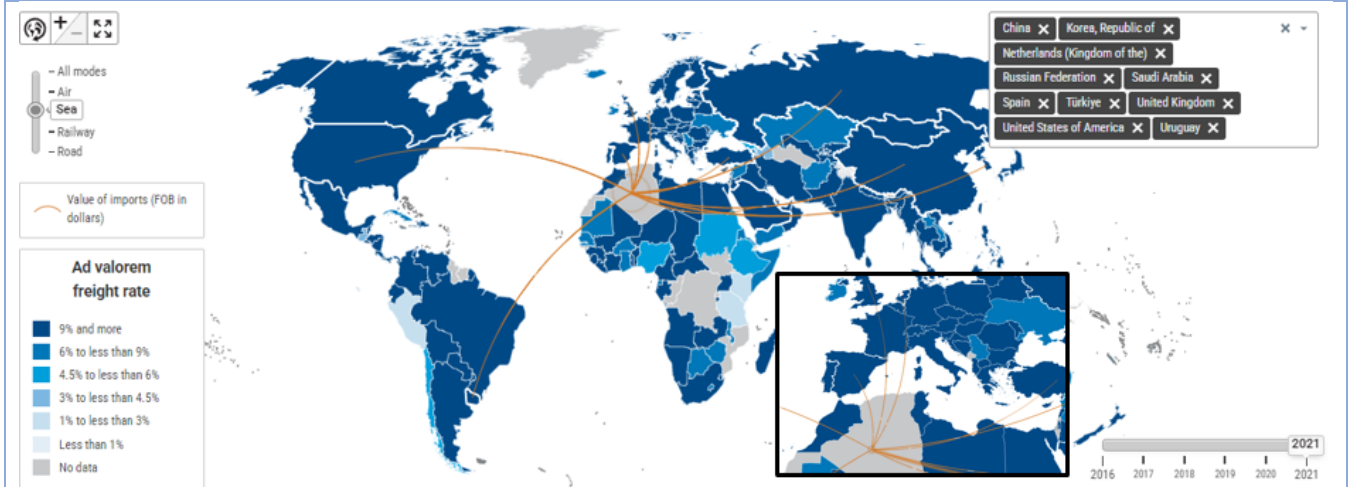 +
−
– All modes
– Air
Sea
– Railway
– Road
Value of imports (FOB in
dollars)
Ad valorem
freight rate
9% and more
6% to less than 9%
4.5% to less than 6%
3% to less than 4.5%
1% to less than 3%
Less than 1%
No data
China ✕ Korea, Republic of ✕
Netherlands (Kingdom of the) ✕
Russian Federation ✕ Saudi Arabia ✕
Spain ✕ Türkiye ✕ United Kingdom ✕
United States of America ✕ Uruguay ✕
2021
2016 2017 2018 2019 2020 2021